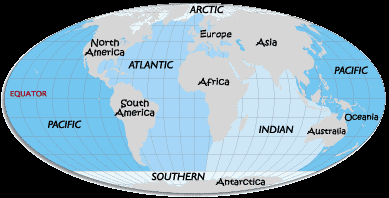 ARCTIC
North
America
Europe
Asia
ATLANTIC
PACIFIC
Africa
EQUATOR
South
America
Oceania
PACIFIC
INDIAN
Australia
SOUTHERN
Antarctica